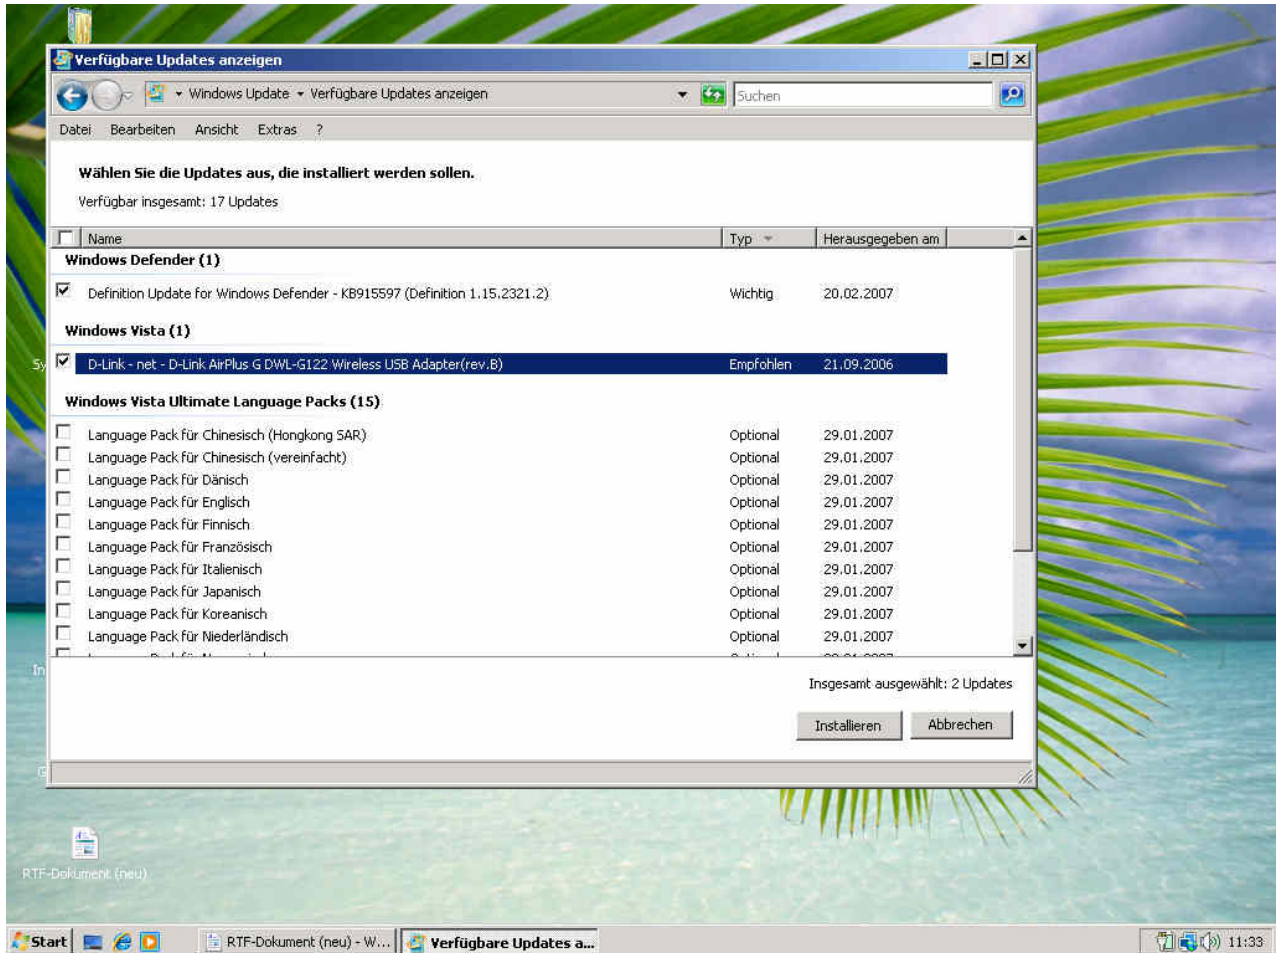 Verfügbare Updates anzeigen
Windows Update Verfügbare Updates anzeigen Suchen
Datei Bearbeiten Ansicht Extras ?
Wählen Sie die Updates aus, die installiert werden sollen.
Verfügbar insgesamt: 17 Updates
Name Typ Herausgegeben am
Windows Defender (1)
Definition Update for Windows Defender - KB915597 (Definition 1.15.2321.2) Wichtig 20.02.2007
Windows Vista (1)
Sy
D-Link - net - D-Link AirPlus G DWL-G122 Wireless USB Adapter(rev.B) Empfohlen 21.09.2006
Windows Vista Ultimate Language Packs (15)
Language Pack für Chinesisch (Hongkong SAR) Optional 29.01.2007
Language Pack für Chinesisch (vereinfacht) Optional 29.01.2007
Language Pack für Dänisch Optional 29.01.2007
Language Pack für Englisch Optional 29.01.2007
Language Pack für Finnisch Optional 29.01.2007
Language Pack für Französisch Optional 29.01.2007
Language Pack für Italienisch Optional 29.01.2007
Language Pack für Japanisch Optional 29.01.2007
Language Pack für Koreanisch Optional 29.01.2007
Language Pack für Niederländisch Optional 29.01.2007
In
Insgesamt ausgewählt: 2 Updates
Installieren Abbrechen
RTF-Dokument (neu)
Start RTF-Dokument (neu) - W... Verfügbare Updates a... 11:33